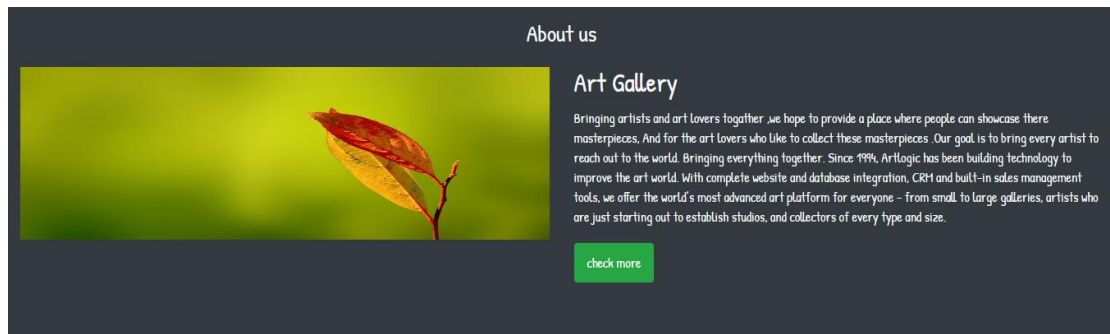 About us
Art Gallery
Bringing artists and art lovers togather ,we hope to provide a place where people can showcase there
masterpieces, And for the art lovers who like to collect these masterpieces .Our goal is to bring every artist to
reach out to the world. Bringing everything together. Since 1994, Artlogic has been building technology to
improve the art world. With complete website and database integration, CRM and built-in sales management
tools, we offer the world's most advanced art platform for everyone - from small to large galleries, artists who
are just starting out to establish studios, and collectors of every type and size.
check more